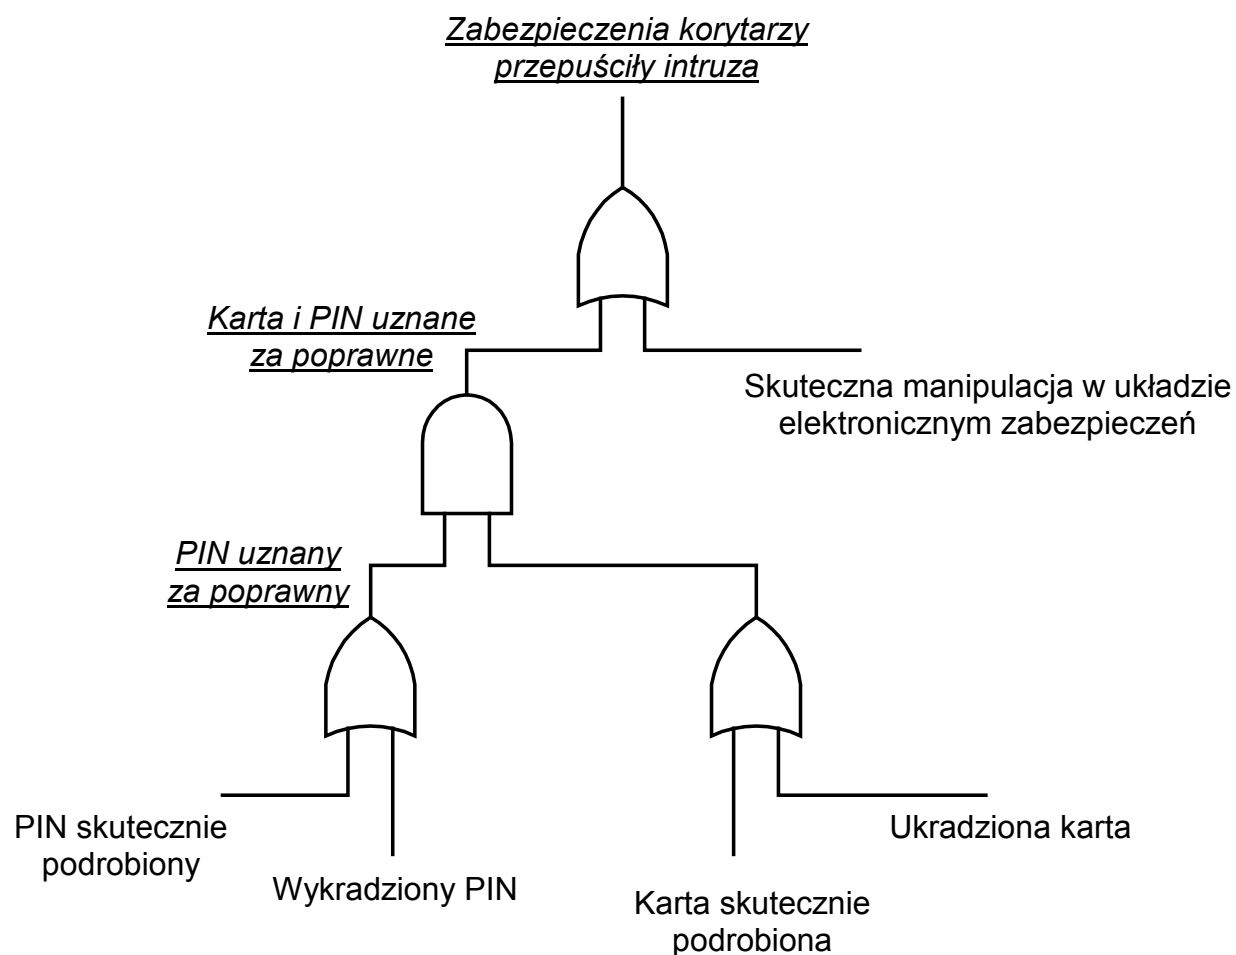 Zabezpieczenia korytarzy
przepuściły intruza
Karta i PIN uznane
za poprawne
Skuteczna manipulacja w układzie
elektronicznym zabezpieczeń
PIN uznany
za poprawny
PIN skutecznie
podrobiony
Wykradziony PIN
Karta skutecznie
podrobiona
Ukradziona karta